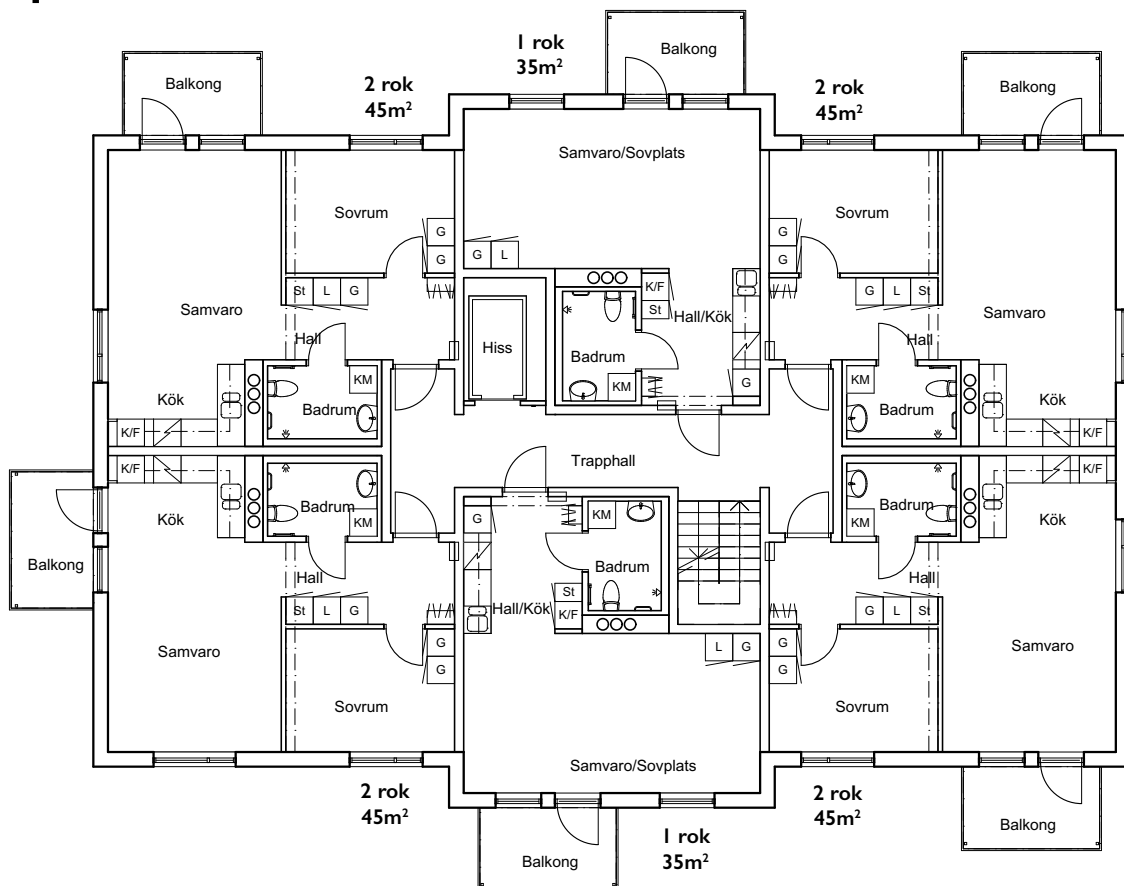 1 rok
35m²
Balkong
Balkong
2 rok
45m²
2 rok
45m²
Balkong
Samvaro/Sovplats
Sovrum
G
G
G
L
Sovrum
G
G
St
L
G
Samvaro
Hall
Hiss
K/F
St
Hall/Kök
Badrum
KM
G
G
L
St
Samvaro
Hall
Kök
KM
Badrum
K/F
KM
Badrum
Kök
K/F
Trapphall
K/F
Kök
Badrum
KM
Balkong
Hall
St
L
G
Samvaro
G
G
Sovrum
G
KM
Badrum
St
K/F
Hall/Kök
L
G
Samvaro/Sovplats
Badrum
KM
K/F
Kök
Hall
G
L
St
Samvaro
G
G
Sovrum
2 rok
45m²
2 rok
45m²
Balkong
1 rok
35m²
Balkong